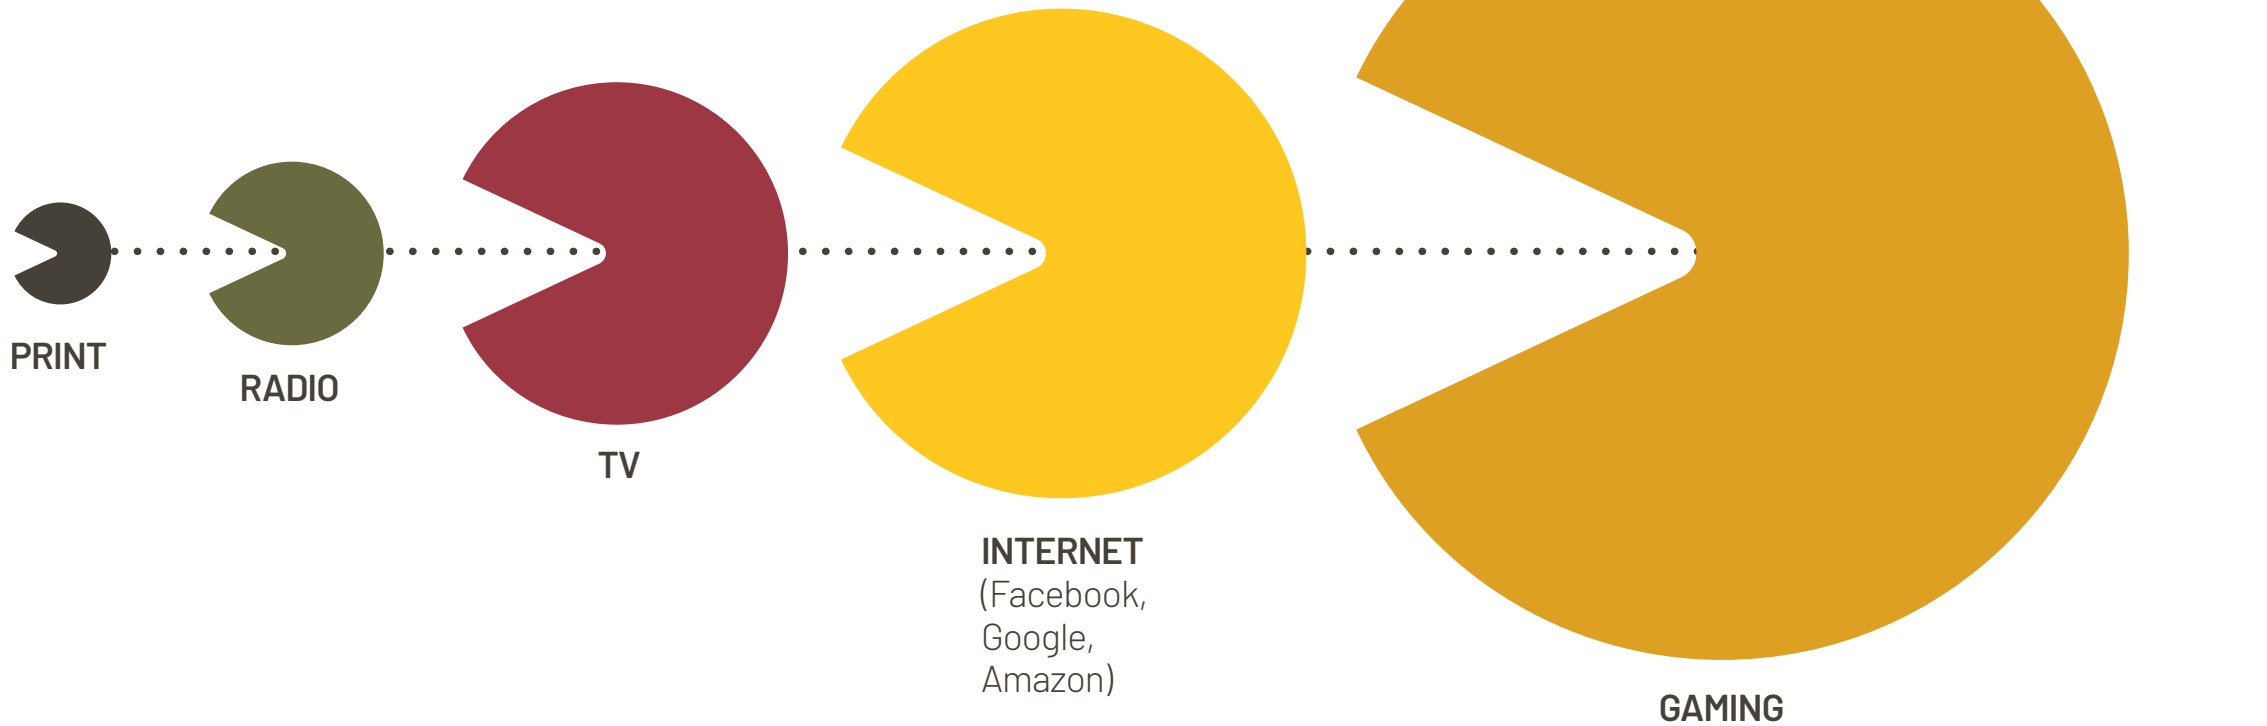 PRINT
RADIO
TV
INTERNET
(Facebook,
Google,
Amazon)
GAMING